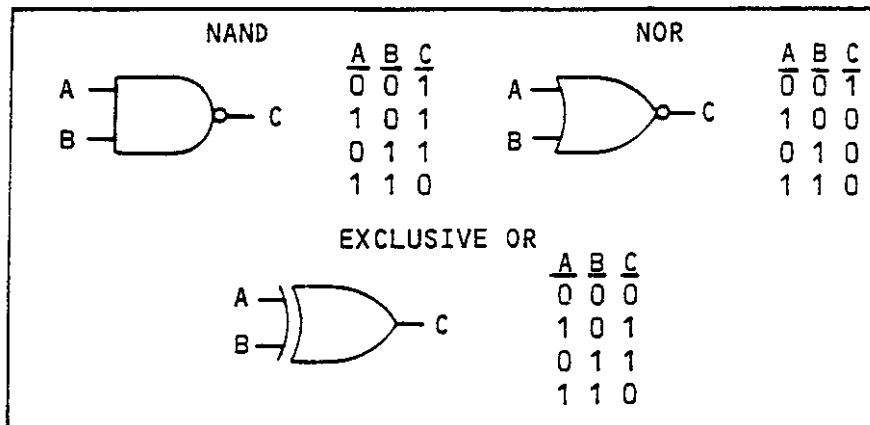 NAND
A
B
C
A B C
0 0 1
1 0 1
0 1 1
1 1 0
NOR
A
B
C
A B C
0 0 1
1 0 0
0 1 0
1 1 0
EXCLUSIVE OR
A
B
C
A B C
0 0 0
1 0 1
0 1 1
1 1 0